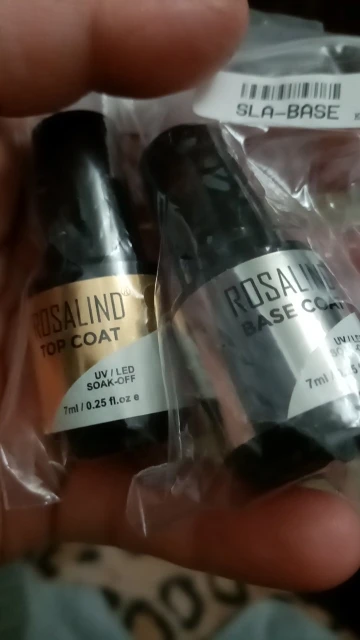 SLA-BASE
ROSALIND®
TOP COAT
UV / LED
SOAK-OFF
7ml / 0.25 fl.oz e
ROSALIND
BASE COAT
UV/LED
7ml